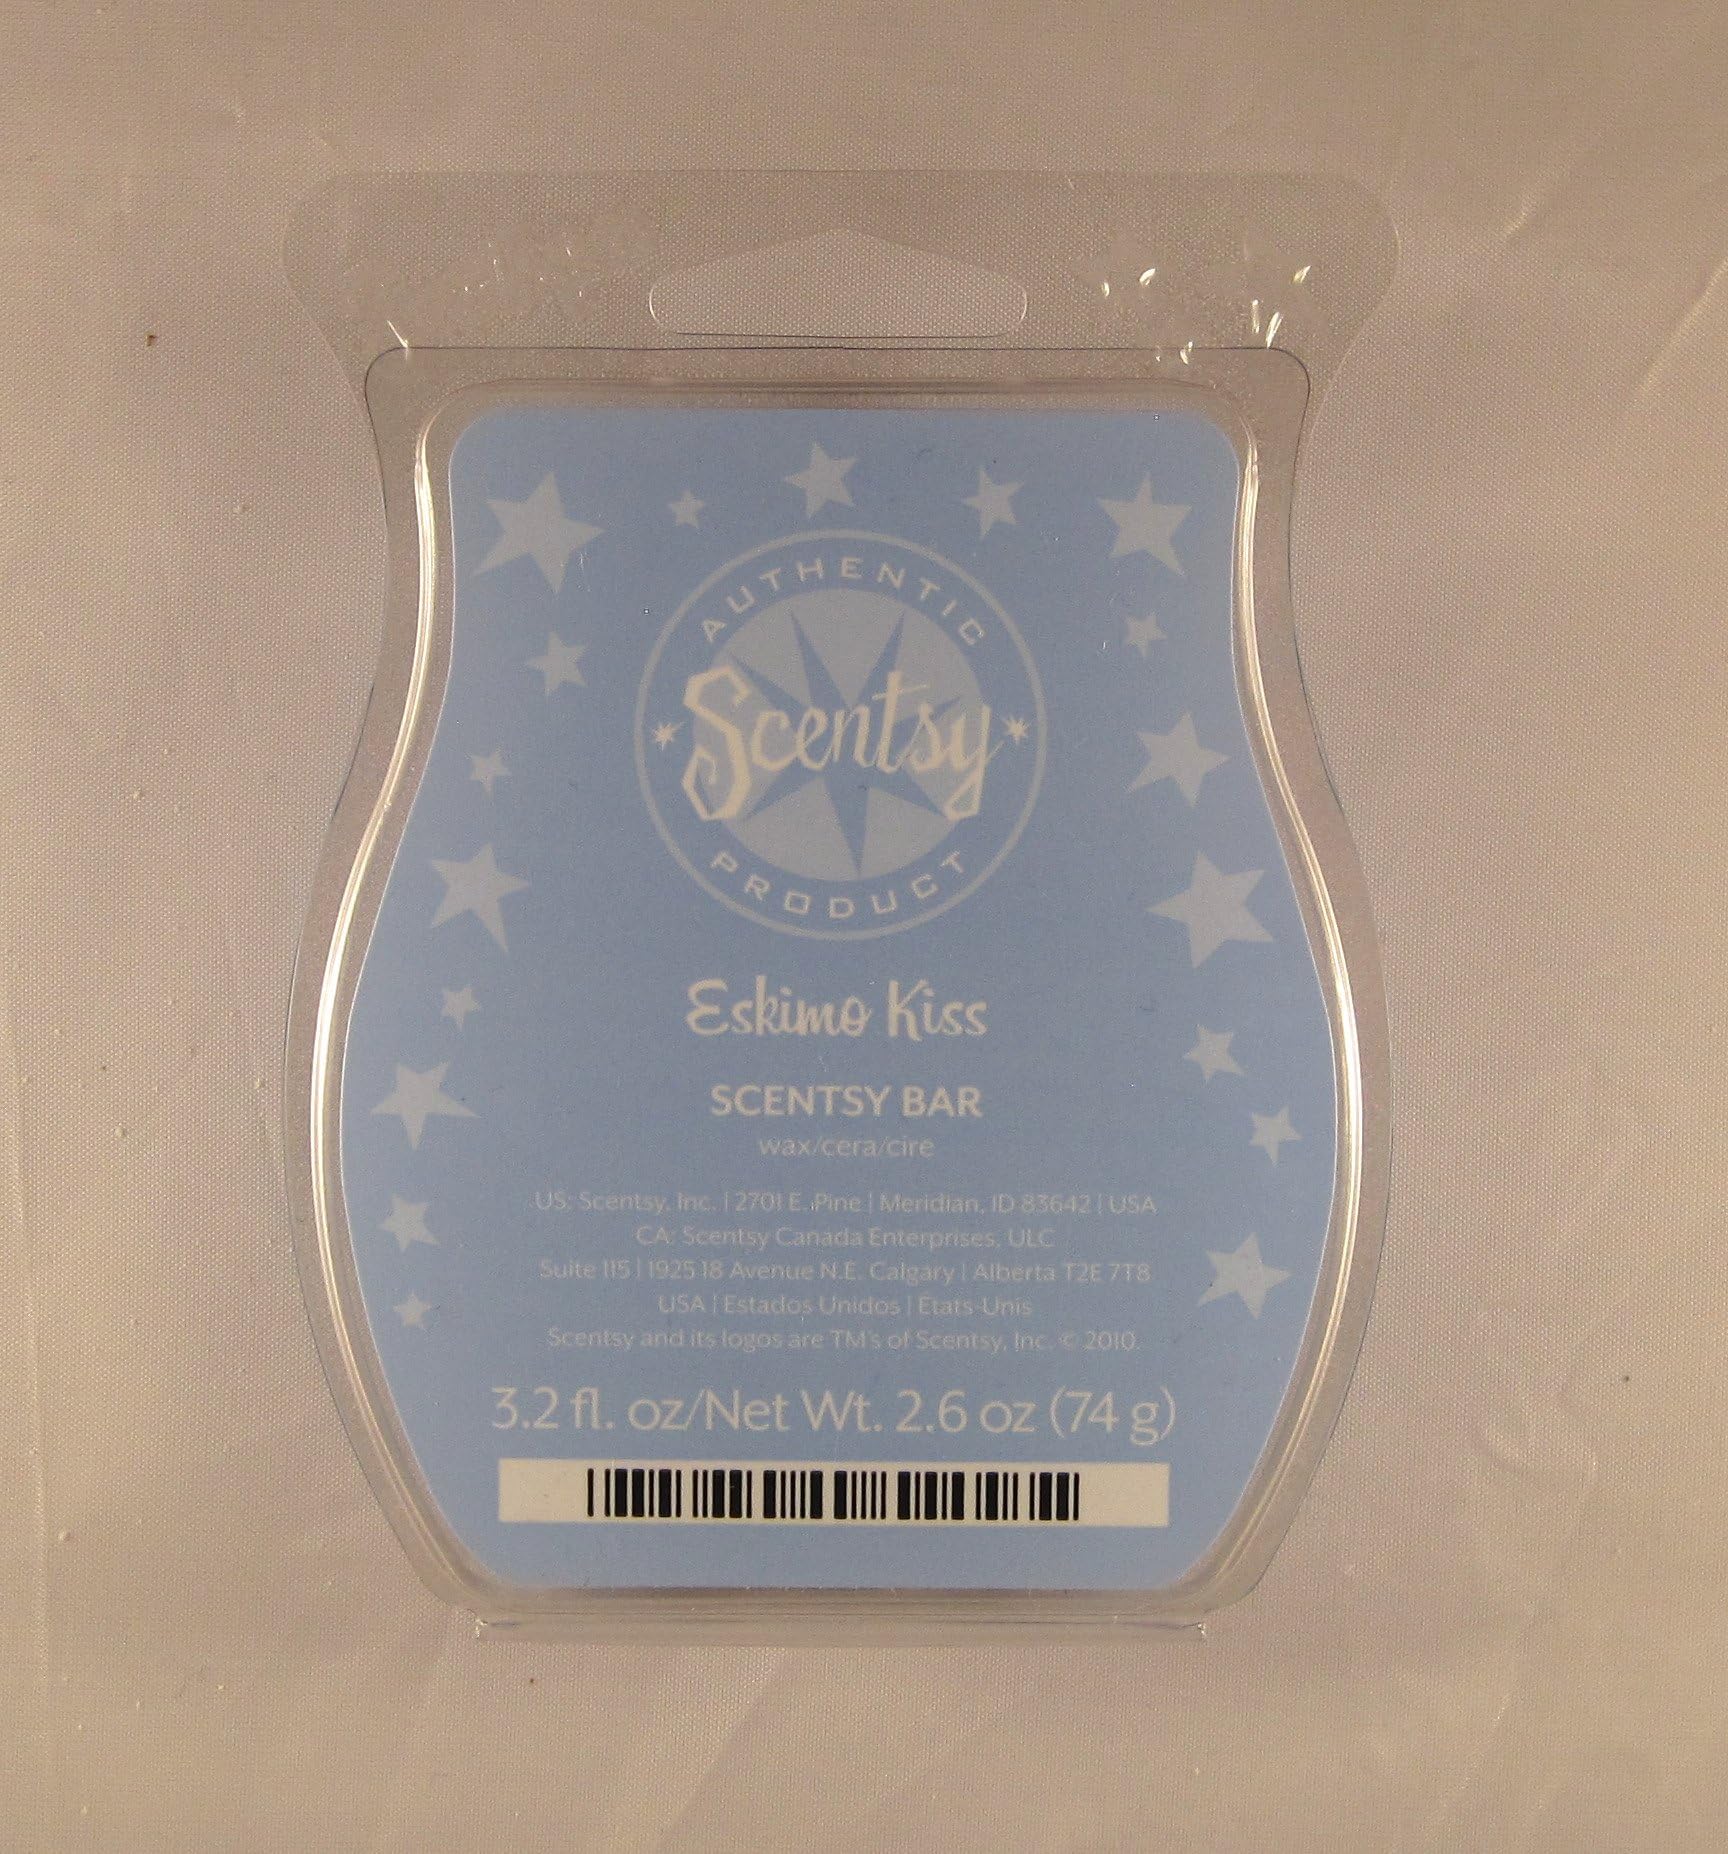 AUTHENTIC
Scentsy
PRODUCT
Eskimo Kiss
SCENTSY BAR
wax/cera/cire
US: Scentsy, Inc. | 2701 E. Pine | Meridian, ID 83642 | USA
CA: Scentsy Canada Enterprises, ULC
Suite 115 | 1925 18 Avenue N.E. Calgary | Alberta T2E 7T8
USA | Estados Unidos | États-Unis
Scentsy and its logos are TM's of Scentsy, Inc. © 2010
3.2 fl. oz/Net Wt. 2.6 oz (74 g)